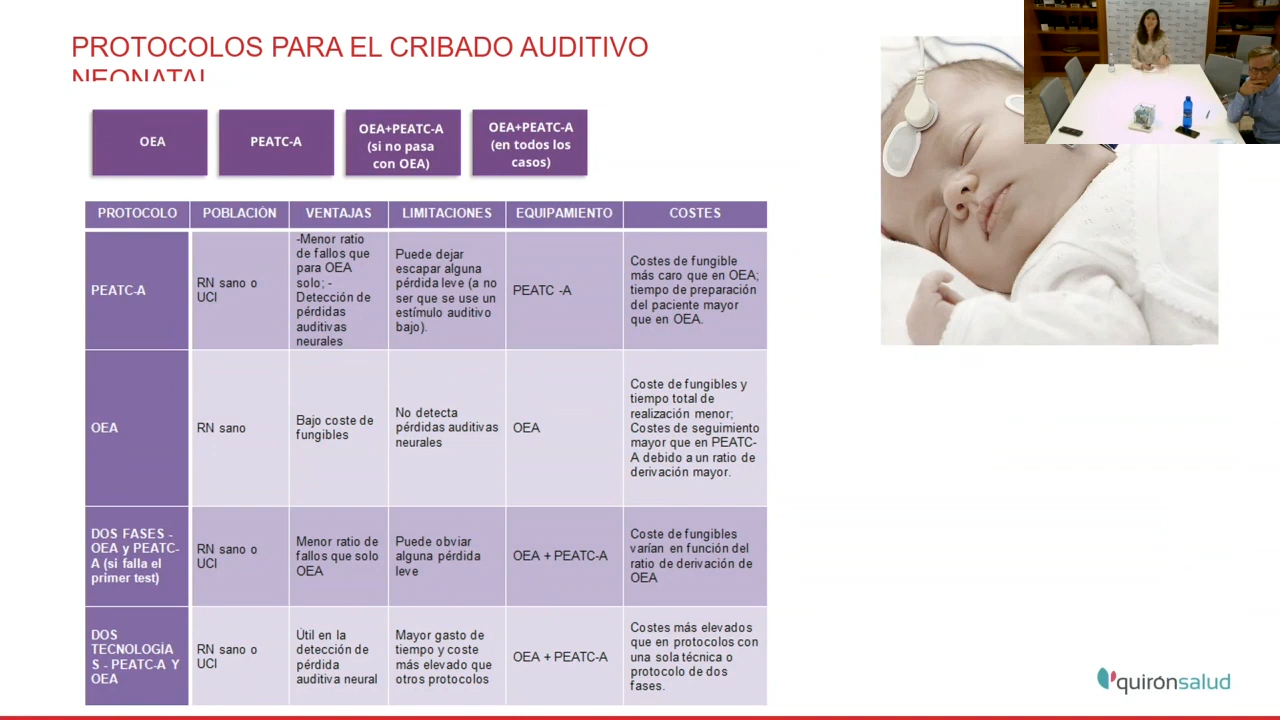 PROTOCOLOS PARA EL CRIBADO AUDITIVO
NEONATAL
OEA
PEATC-A
OEA+PEATC-A
(si no pasa
con OEA)
OEA+PEATC-A
(en todos los
casos)
PROTOCOLO
POBLACIÓN
VENTAJAS
LIMITACIONES
EQUIPAMIENTO
COSTES
PEATC-A
RN sano o
UCI
-Menor ratio
de fallos que
para OEA
solo; -
Detección de
pérdidas
auditivas
neurales
Puede dejar
escapar alguna
pérdida leve (a no
ser que se use un
estímulo auditivo
bajo).
PEATC -A
Costes de fungible
más caro que en OEA;
tiempo de preparación
del paciente mayor
que en OEA.
OEA
RN sano
Bajo coste de
fungibles
No detecta
pérdidas auditivas
neurales
OEA
Coste de fungibles y
tiempo total de
realización menor;
Costes de seguimiento
mayor que en PEATC-
A debido a un ratio de
derivación mayor.
DOS FASES -
OEA y PEATC-
A (si falla el
primer test)
RN sano o
UCI
Menor ratio de
fallos que solo
OEA
Puede obviar
alguna pérdida
leve
OEA + PEATC-A
Coste de fungibles
varían en función del
ratio de derivación de
OEA
DOS
TECNOLOGÍA
S - PEATC-A Y
OEA
RN sano o
UCI
Útil en la
detección de
pérdida
auditiva neural
Mayor gasto de
tiempo y coste
más elevado que
otros protocolos
OEA + PEATC-A
Costes más elevados
que en protocolos con
una sola técnica o
protocolo de dos
fases.
quirónsalud